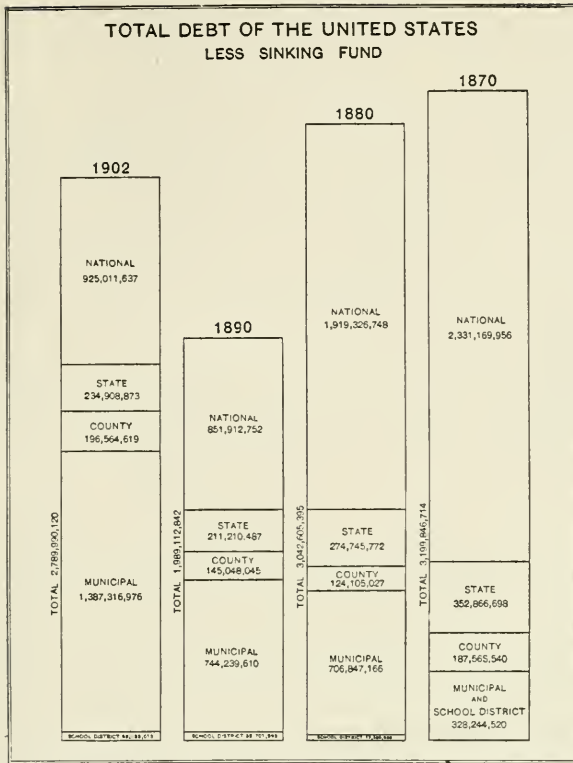 TOTAL DEBT OF THE UNITED STATES
LESS SINKING FUND
1902
NATIONAL
925,011,637
STATE
234,908,873
COUNTY
196,564,619
MUNICIPAL
1,387,316,976
SCHOOL DISTRICT
TOTAL 2,789,990,120
1890
NATIONAL
851,912,752
STATE
211,210,487
COUNTY
145,048,045
MUNICIPAL
744,239,610
SCHOOL DISTRICT 36 701,948
TOTAL 1,989,112,842
1880
NATIONAL
1,919,326,748
STATE
274,745,772
COUNTY
124,105,027
MUNICIPAL
706,847,166
SCHOOL DISTRICT
TOTAL 3,042,605,395
1870
NATIONAL
2,331,169,956
STATE
352,866,698
COUNTY
187,565,540
MUNICIPAL
AND
SCHOOL DISTRICT
328,244,520
TOTAL 3,199,846,714